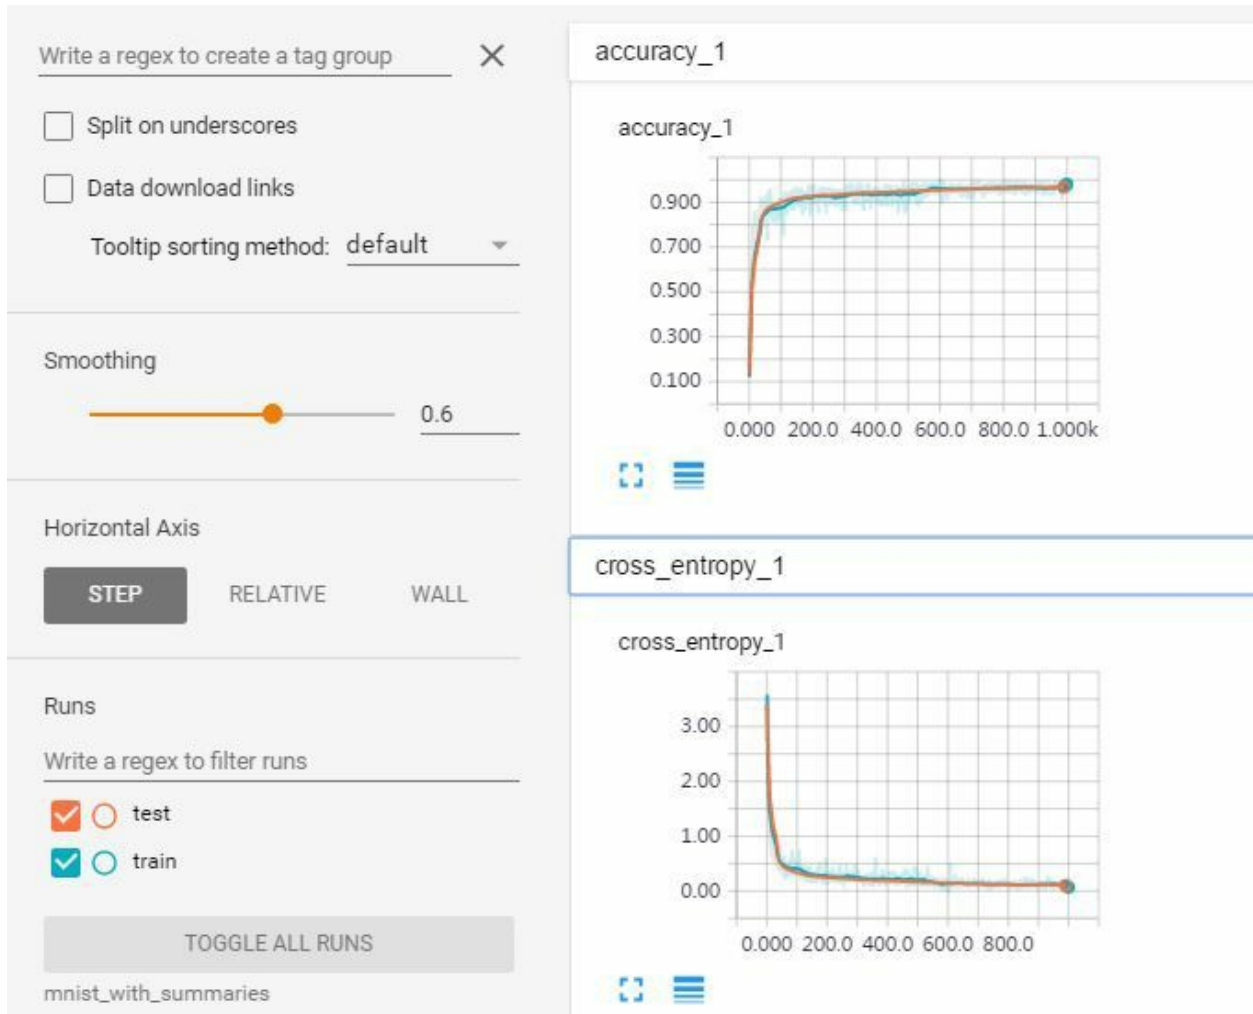 Write a regex to create a tag group
Split on underscores
Data download links
Tooltip sorting method: default
Smoothing
0.6
Horizontal Axis
STEP RELATIVE WALL
Runs
Write a regex to filter runs
test
train
TOGGLE ALL RUNS
mnist_with_summaries
accuracy_1
accuracy_1
0.900
0.700
0.500
0.300
0.100
0.000 200.0 400.0 600.0 800.0 1.000k
cross_entropy_1
cross_entropy_1
3.00
2.00
1.00
0.00
0.000 200.0 400.0 600.0 800.0